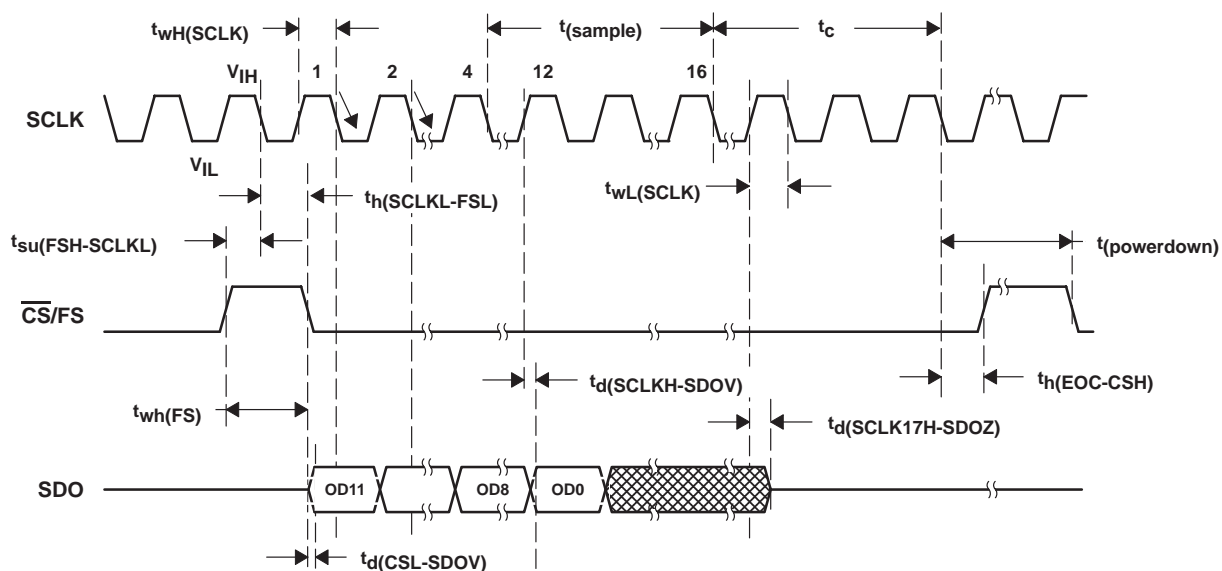 twH(SCLK)
t(sample)
tc
VIH
1
2
4
12
16
SCLK
VIL
th(SCLKL-FSL)
twL(SCLK)
tsu(FSH-SCLKL)
t(powerdown)
CS/FS
td(SCLKH-SDOV)
th(EOC-CSH)
twh(FS)
td(SCLK17H-SDOZ)
SDO
OD11
OD8
OD0
td(CSL-SDOV)